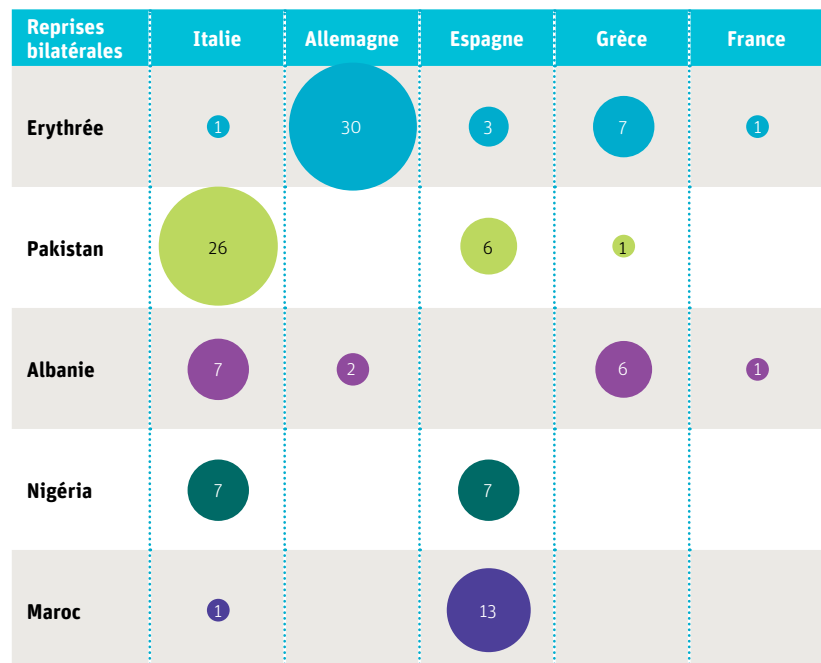 Reprises
bilatérales
Italie
Allemagne
Espagne
Grèce
France
Erythrée
1
30
3
7
1
Pakistan
26
6
1
Albanie
7
2
6
1
Nigéria
7
7
Maroc
1
13